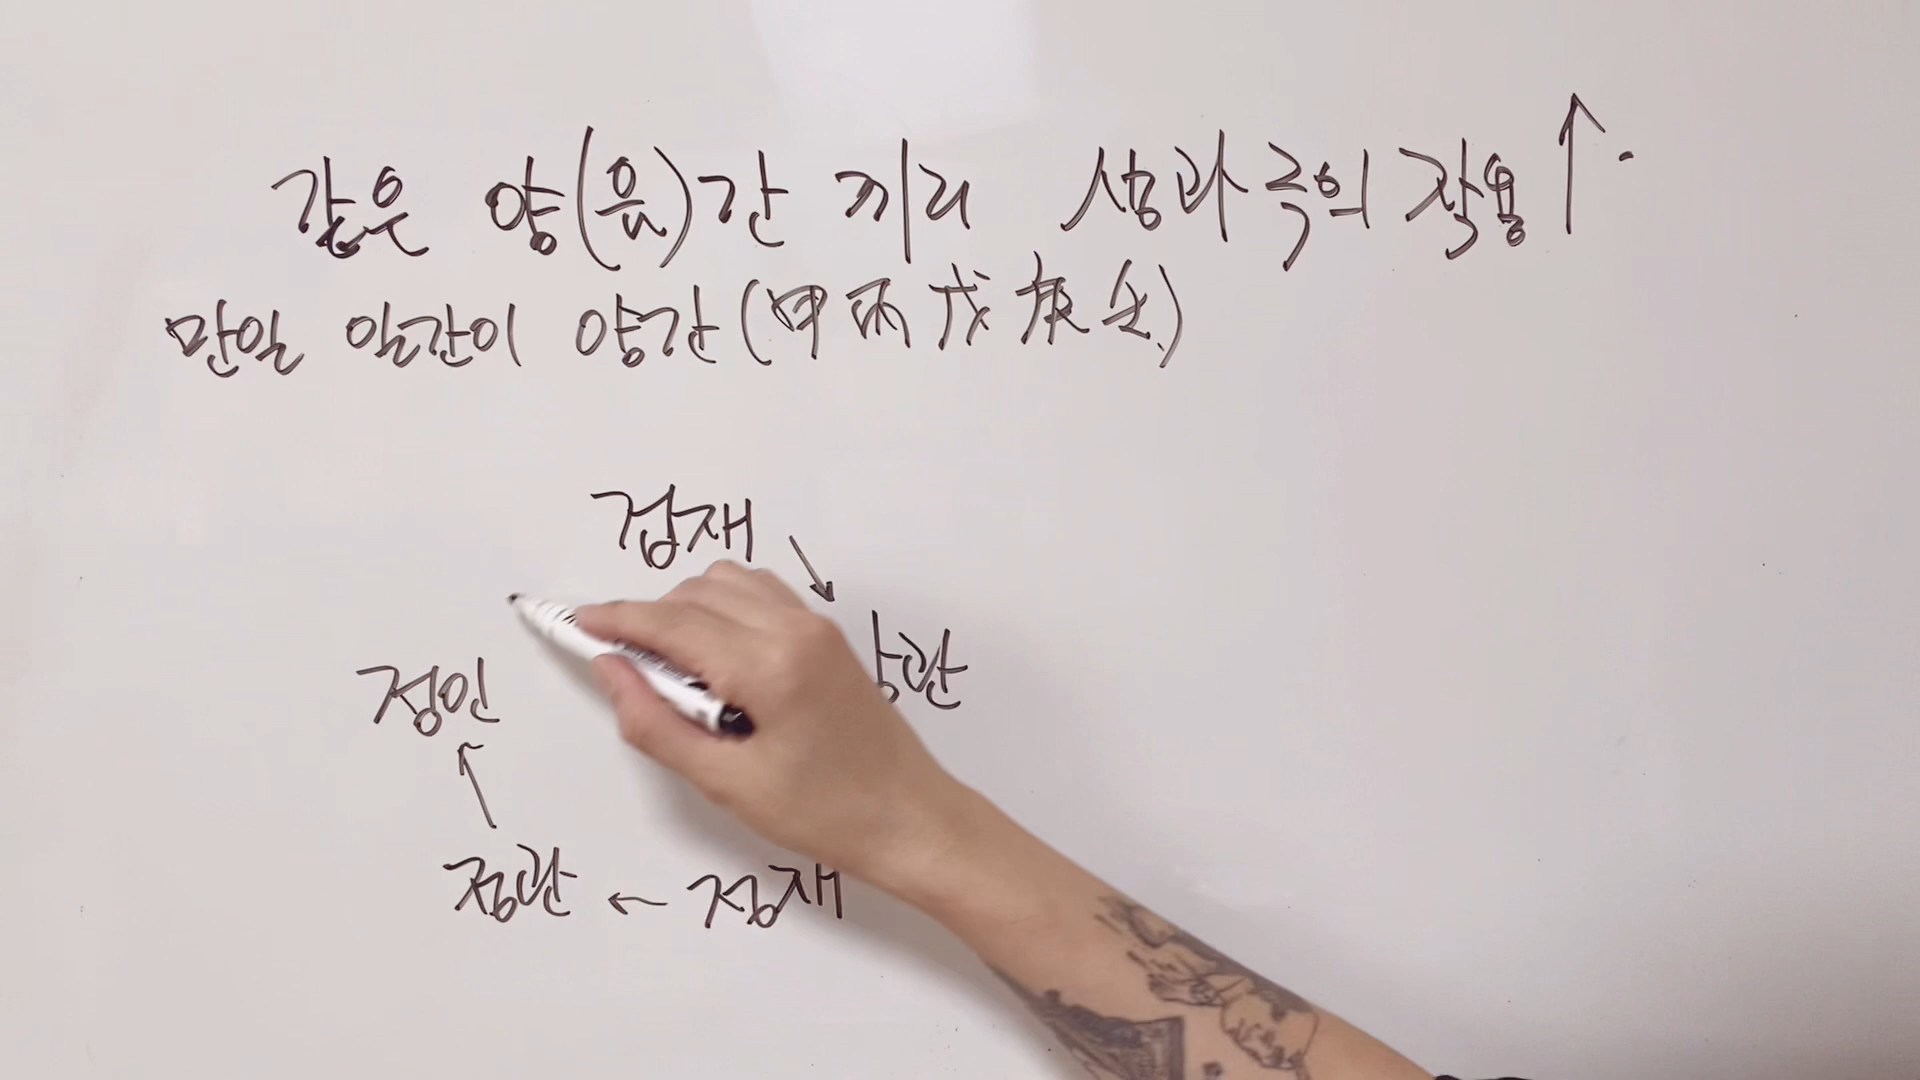 같은 양(음)간 끼리 생과 극의 작용↑.
만일 일간이 양간(甲丙戊庚壬)
겁재 ↘
정인
↑
정관 ← 정재